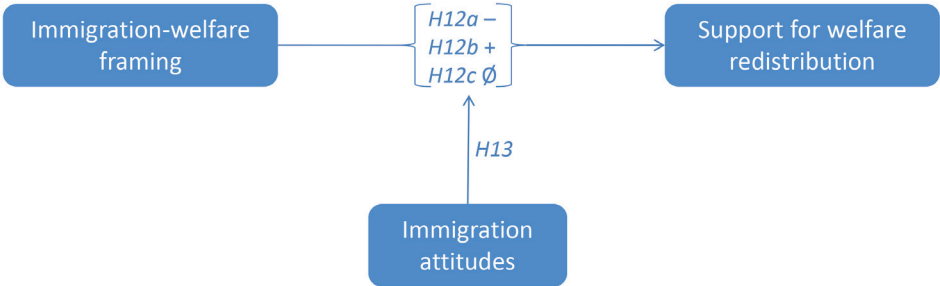 Immigration-welfare
framing
H12a –
H12b +
H12c Ø
Support for welfare
redistribution
H13
Immigration
attitudes